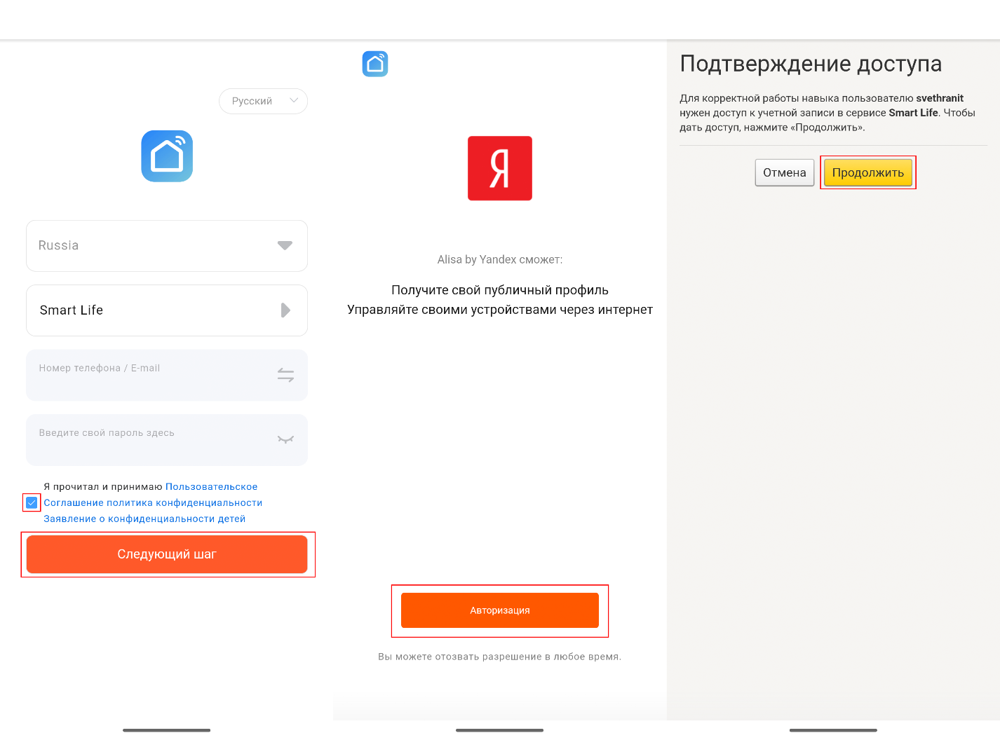 Русский
Russia
Smart Life
Номер телефона / E-mail
Введите свой пароль здесь
Я прочитал и принимаю Пользовательское
Соглашение политика конфиденциальности
Заявление о конфиденциальности детей
Следующий шаг
Я
Alisa by Yandex сможет:
Получите свой публичный профиль
Управляйте своими устройствами через интернет
Авторизация
Вы можете отозвать разрешение в любое время.
Подтверждение доступа
Для корректной работы навыка пользователю svethranit
нужен доступ к учетной записи в сервисе Smart Life. Чтобы
дать доступ, нажмите «Продолжить».
Отмена
Продолжить